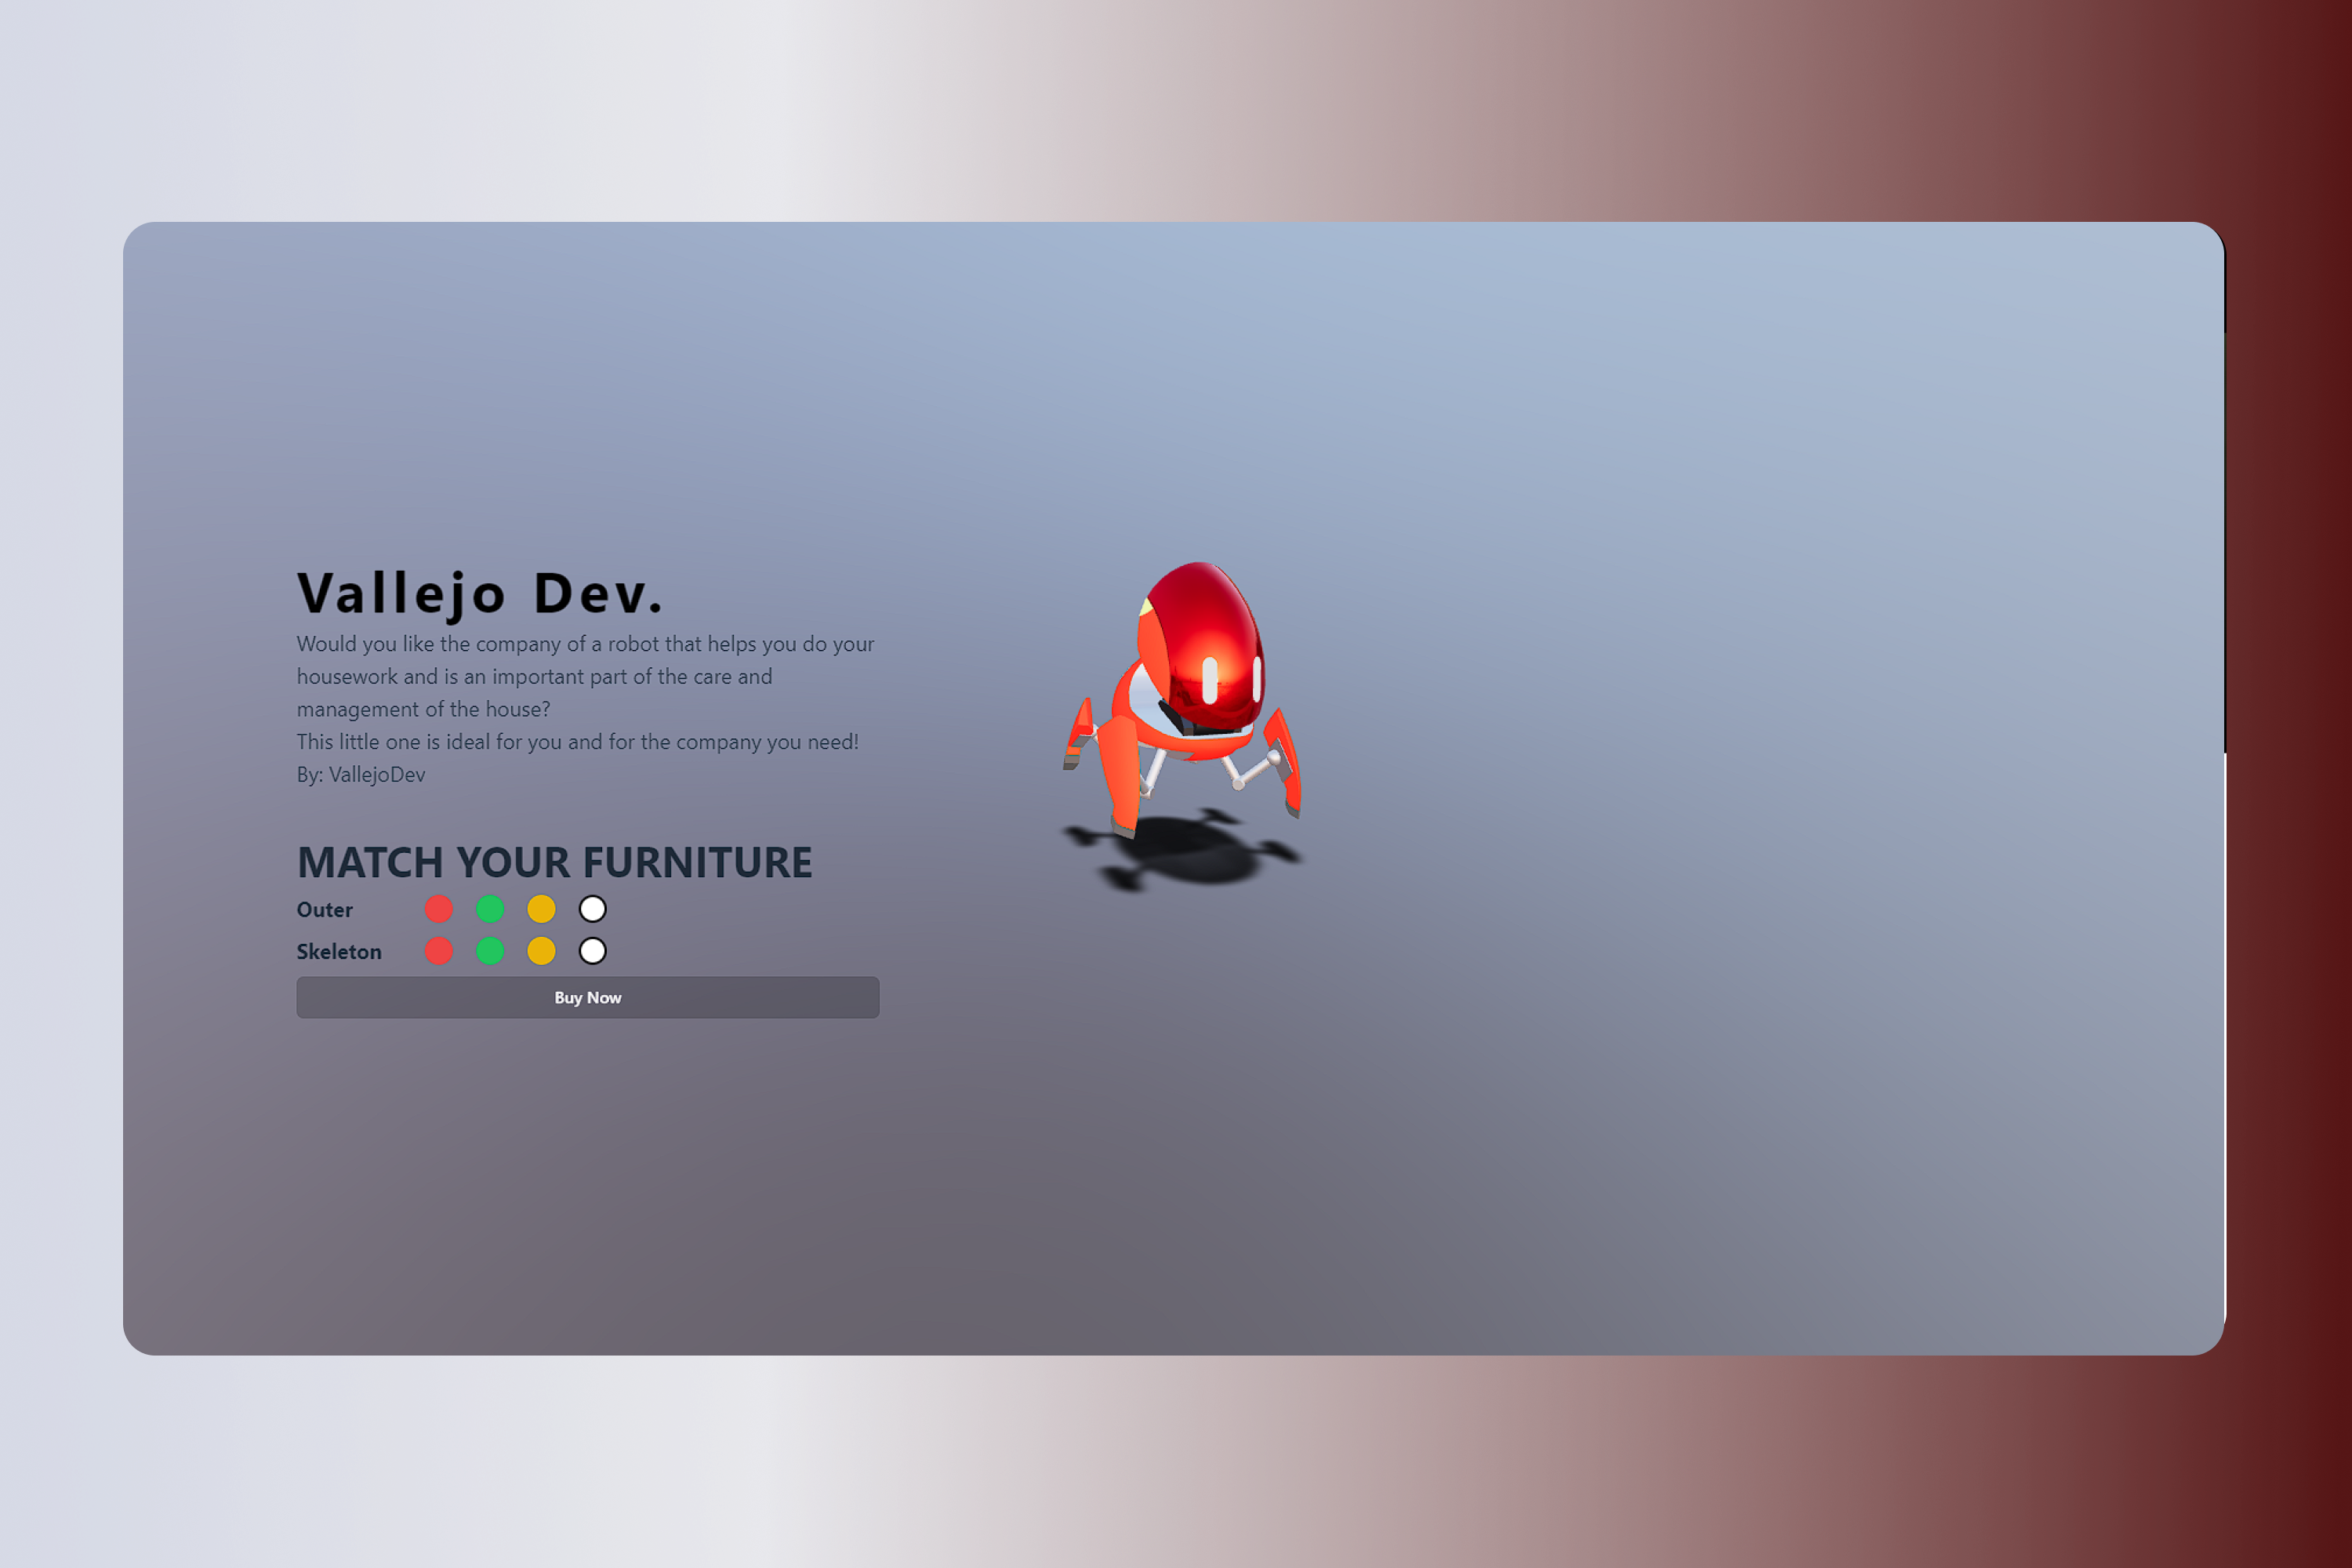 Vallejo Dev.
Would you like the company of a robot that helps you do your
housework and is an important part of the care and
management of the house?
This little one is ideal for you and for the company you need!
By: VallejoDev
MATCH YOUR FURNITURE
Outer
Skeleton
Buy Now